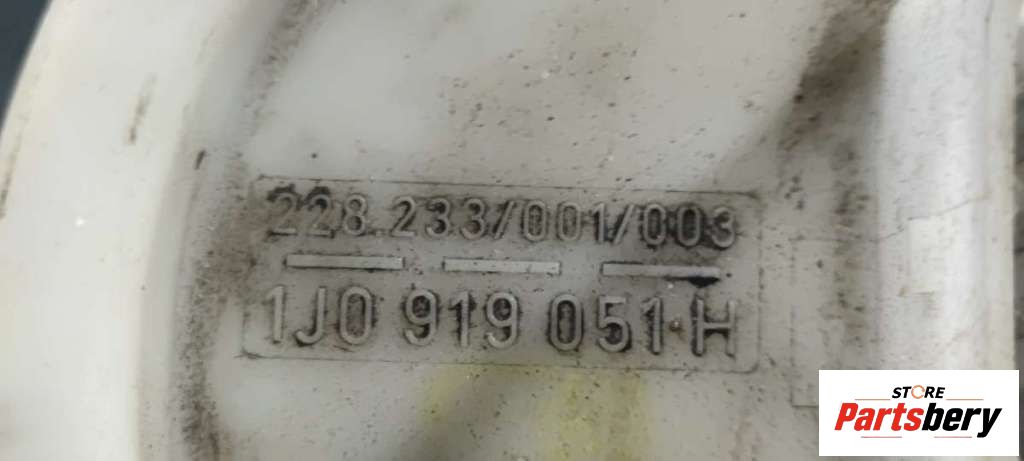 228.233/001/003
1J0 919 051 H
STORE
Partsbery